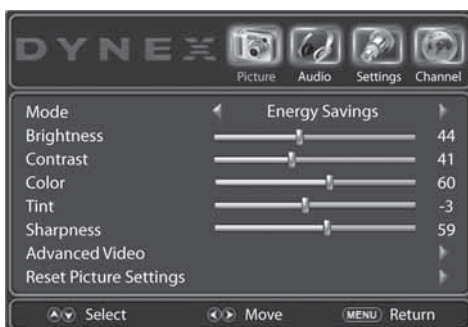 DYNEX
Picture Audio Settings Channel
Mode Energy Savings
Brightness 44
Contrast 41
Color 60
Tint -3
Sharpness 59
Advanced Video
Reset Picture Settings
Select Move MENU Return